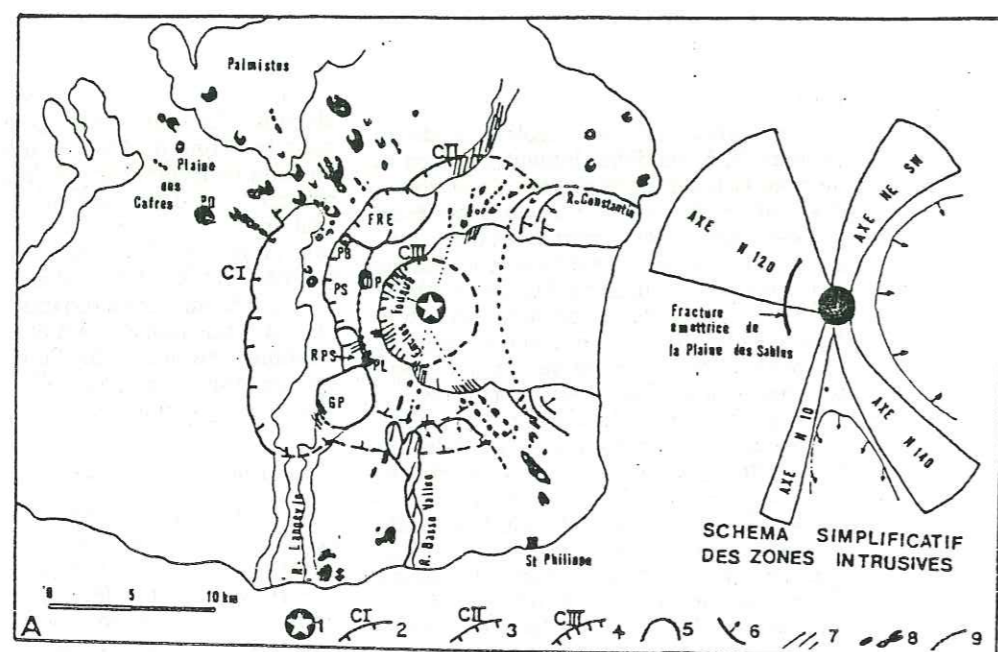 Palmistes
Plaine
des
Cafres
CII
R. Constantin
FRE
CI
PB
CIII
PS
Fouqué
Enclos
RPS
PL
GP
R. Langevin
R. Basse Vallée
St Philippe
0 5 10 km
A
AXE N 120
AXE NE SW
Fracture
émettrice de
la Plaine des Sables
AXE N 10
AXE N 140
SCHEMA SIMPLIFICATIF
DES ZONES INTRUSIVES
1 CI 2 CII 3 CIII 4 5 6 7 8 9